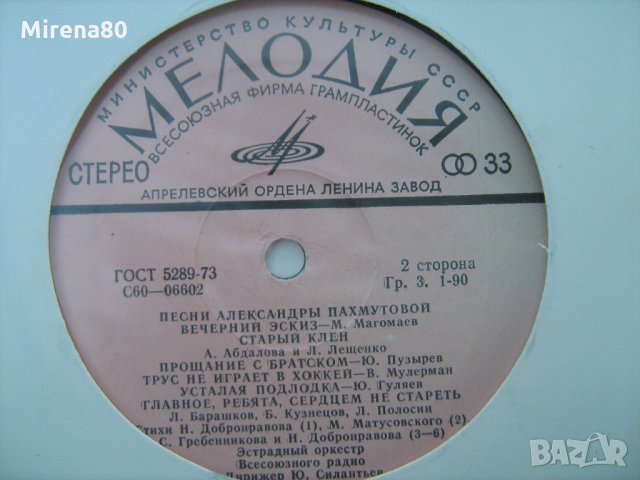 Mirena80
МИНИСТЕРСТВО КУЛЬТУРЫ СССР
МЕЛОДИЯ
ВСЕСОЮЗНАЯ ФИРМА ГРАМПЛАСТИНОК
СТЕРЕО
33
АПРЕЛЕВСКИЙ ОРДЕНА ЛЕНИНА ЗАВОД
ГОСТ 5289-73
С60—06602
2 сторона
Гр. 3. 1-90
ПЕСНИ АЛЕКСАНДРЫ ПАХМУТОВОЙ
ВЕЧЕРНИЙ ЭСКИЗ—М. Магомаев
СТАРЫЙ КЛЕН
А. Абдалова и Л. Лещенко
ПРОЩАНИЕ С БРАТСКОМ—Ю. Пузырев
ТРУС НЕ ИГРАЕТ В ХОККЕЙ—В. Мулерман
УСТАЛАЯ ПОДЛОДКА—Ю. Гуляев
ГЛАВНОЕ, РЕБЯТА, СЕРДЦЕМ НЕ СТАРЕТЬ
Л. Барашков, Б. Кузнецов, Л. Полосин
Стихи Н. Добронравова (1), М. Матусовского (2)
С. Гребенникова и Н. Добронравова (3—6)
Эстрадный оркестр
Всесоюзного радио
Дирижер Ю. Силантьев
BAZAR